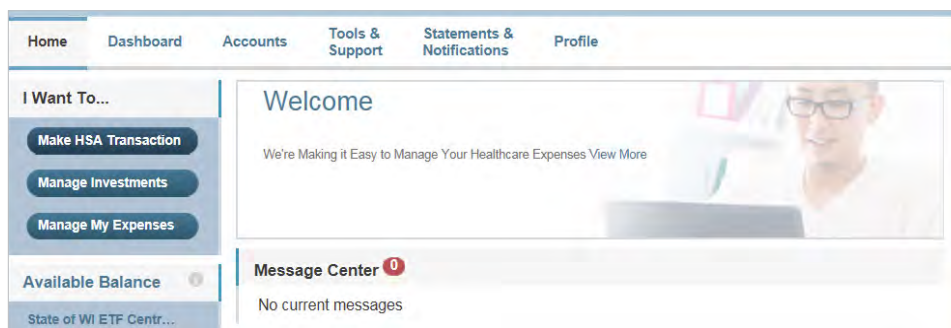 Home Dashboard Accounts Tools & Support Statements & Notifications Profile
I Want To...
Make HSA Transaction
Manage Investments
Manage My Expenses
Available Balance
State of WI ETF Centr...
Welcome
We're Making it Easy to Manage Your Healthcare Expenses View More
Message Center 0
No current messages